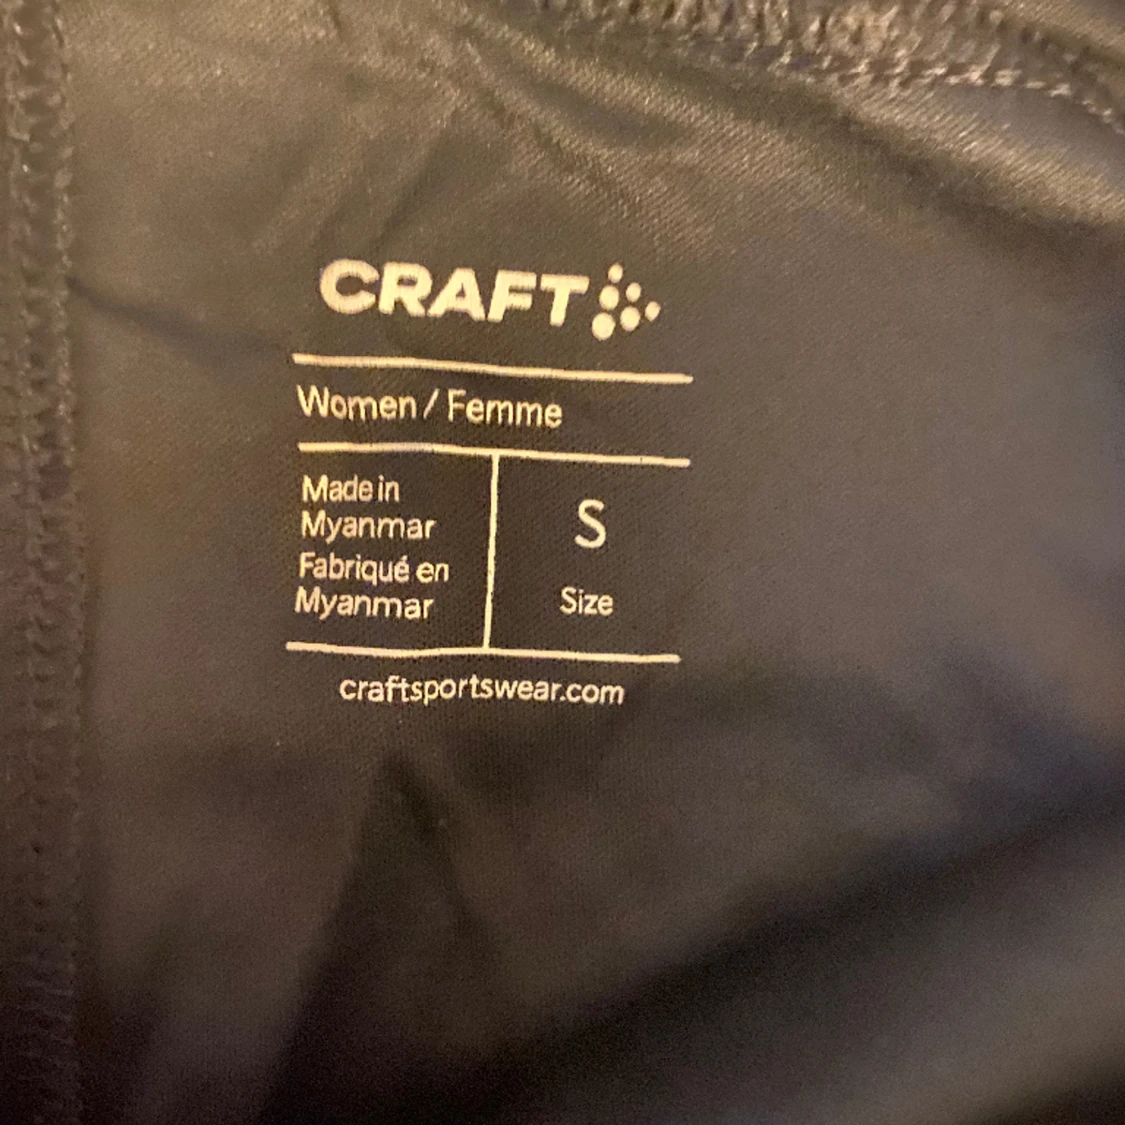 CRAFT
Women / Femme
Made in
Myanmar
Fabriqué en
Myanmar
S
Size
craftsportswear.com